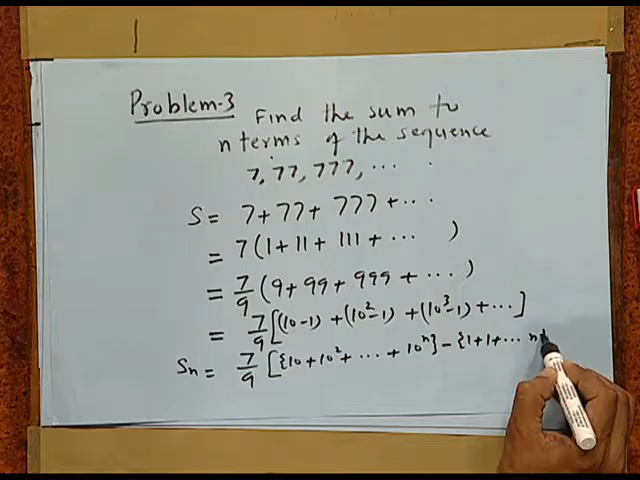 Problem-3 Find the sum to
n terms of the sequence
7, 77, 777, ...
S = 7+77+ 777 +...
= 7(1+11+ 111 + ... )
= 7/9 (9+99+999+ ... )
= 7/9 [(10-1) +(10²-1) +(10³-1) +...]
Sn = 7/9 [{10+10²+ ... + 10ⁿ} - {1+1+... n